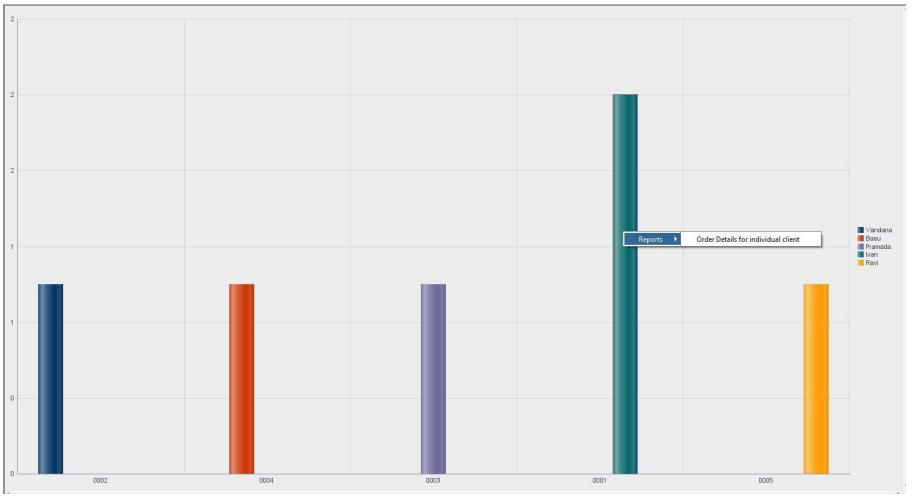 2
2
2
1
1
0
0
0002
0004
0003
0001
0005
Reports
Order Details for individual client
Vandana
Basu
Pramada
Ivan
Ravi